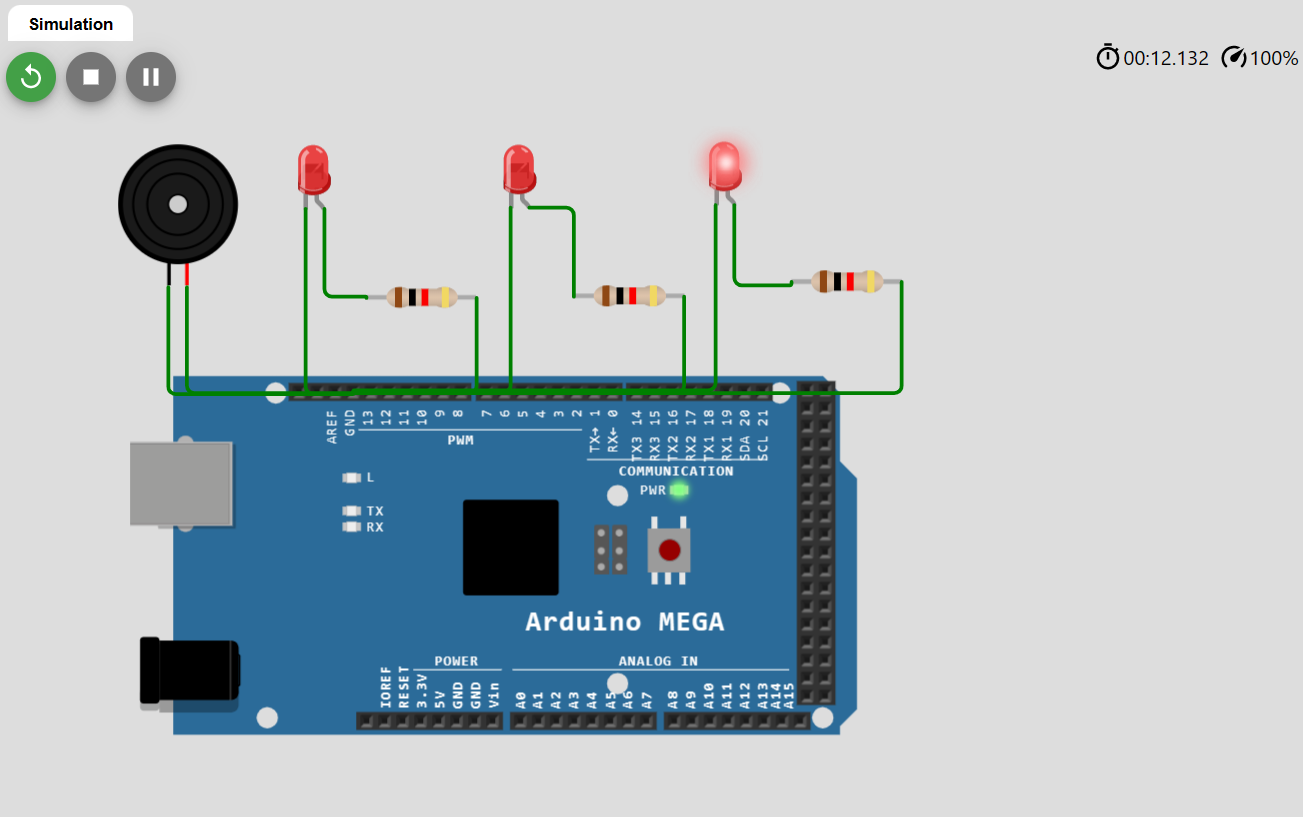 Simulation
00:12.132 100%
AREF GND 13 12 11 10 9 8 7 6 5 4 3 2 TX→ 1 RX← 0 TX3 14 RX3 15 TX2 16 RX2 17 TX1 18 RX1 19 SDA 20 SCL 21
PWM
COMMUNICATION
L
PWR
TX
RX
Arduino MEGA
POWER ANALOG IN
IOREF RESET 3.3V 5V GND GND Vin A0 A1 A2 A3 A4 A5 A6 A7 A8 A9 A10 A11 A12 A13 A14 A15